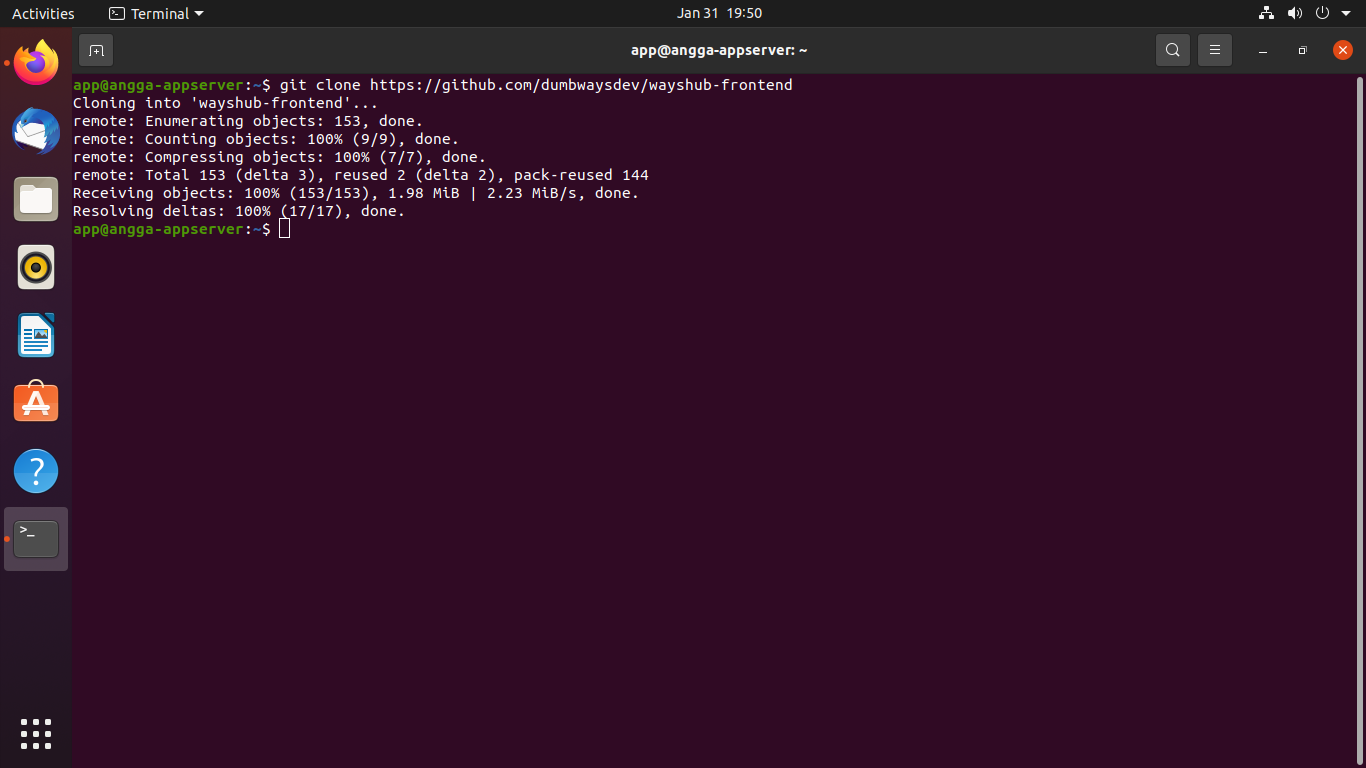 Activities
Terminal
Jan 31 19:50
app@angga-appserver: ~
app@angga-appserver:~$ git clone https://github.com/dumbwaysdev/wayshub-frontend
Cloning into 'wayshub-frontend'...
remote: Enumerating objects: 153, done.
remote: Counting objects: 100% (9/9), done.
remote: Compressing objects: 100% (7/7), done.
remote: Total 153 (delta 3), reused 2 (delta 2), pack-reused 144
Receiving objects: 100% (153/153), 1.98 MiB | 2.23 MiB/s, done.
Resolving deltas: 100% (17/17), done.
app@angga-appserver:~$